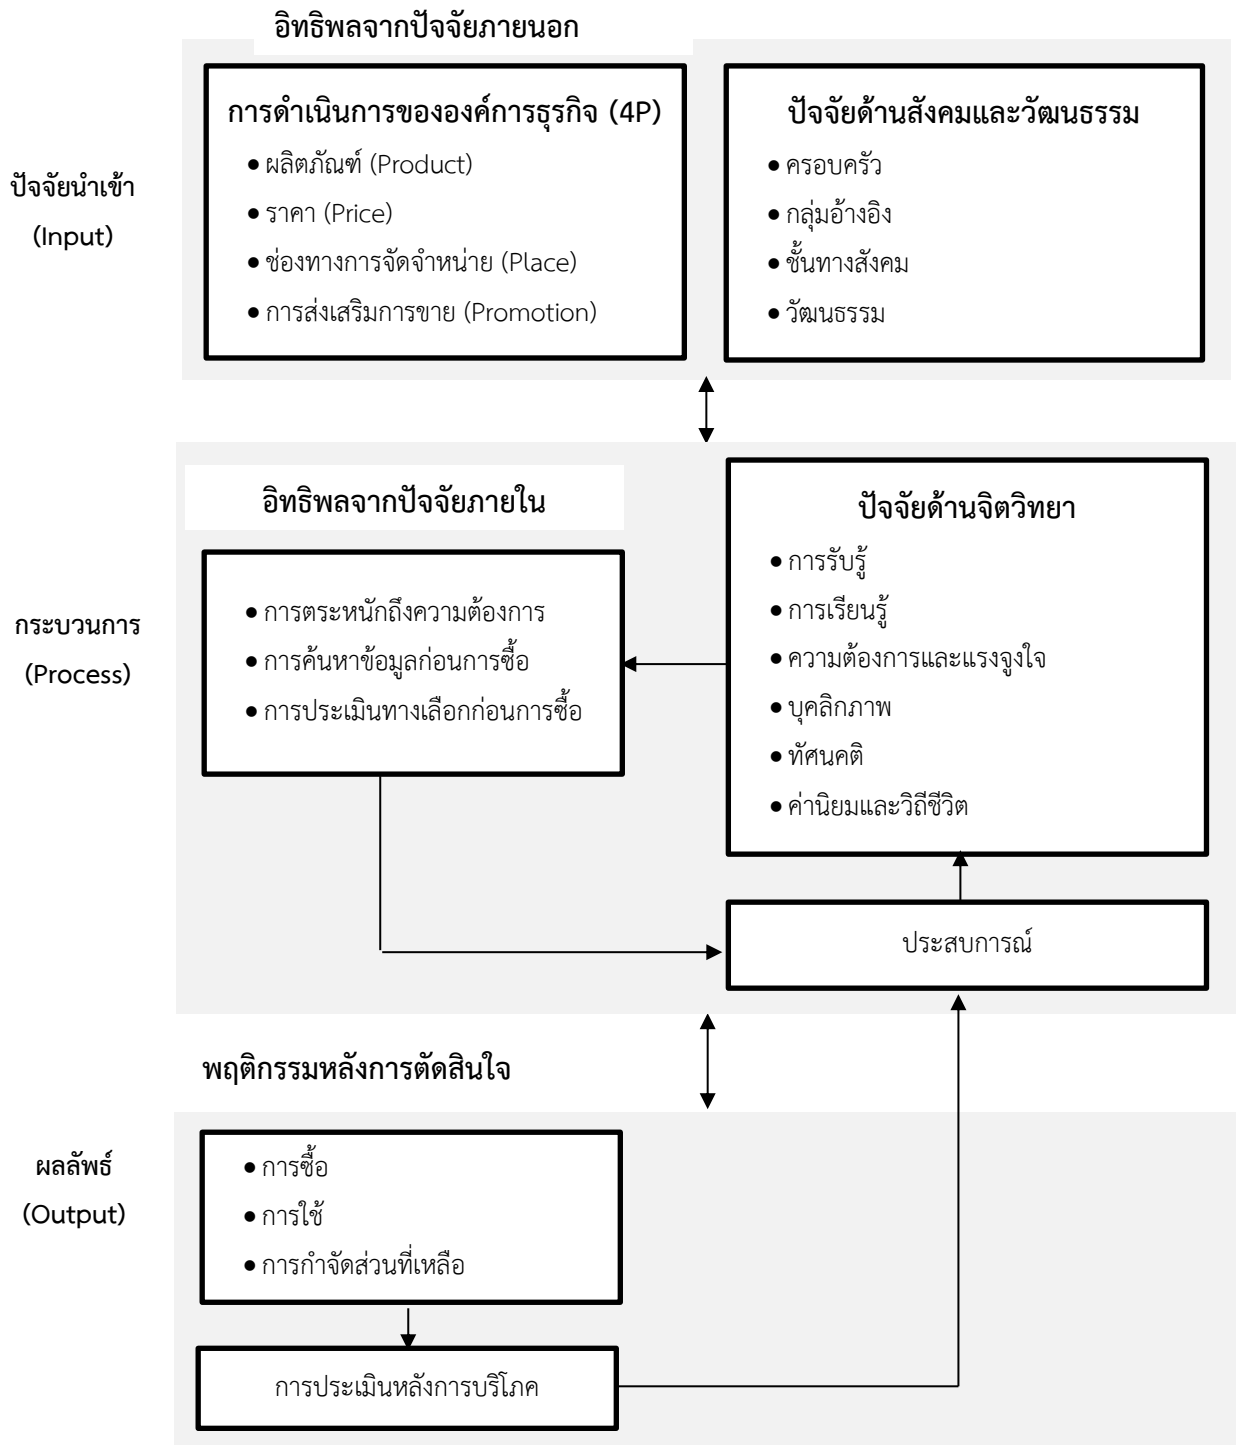 อิทธิพลจากปัจจัยภายนอก
ปัจจัยนำเข้า
(Input)
การดำเนินการขององค์การธุรกิจ (4P)
• ผลิตภัณฑ์ (Product)
• ราคา (Price)
• ช่องทางการจัดจำหน่าย (Place)
• การส่งเสริมการขาย (Promotion)
ปัจจัยด้านสังคมและวัฒนธรรม
• ครอบครัว
• กลุ่มอ้างอิง
• ชั้นทางสังคม
• วัฒนธรรม
กระบวนการ
(Process)
อิทธิพลจากปัจจัยภายใน
• การตระหนักถึงความต้องการ
• การค้นหาข้อมูลก่อนการซื้อ
• การประเมินทางเลือกก่อนการซื้อ
ปัจจัยด้านจิตวิทยา
• การรับรู้
• การเรียนรู้
• ความต้องการและแรงจูงใจ
• บุคลิกภาพ
• ทัศนคติ
• ค่านิยมและวิถีชีวิต
ประสบการณ์
พฤติกรรมหลังการตัดสินใจ
ผลลัพธ์
(Output)
• การซื้อ
• การใช้
• การกำจัดส่วนที่เหลือ
การประเมินหลังการบริโภค